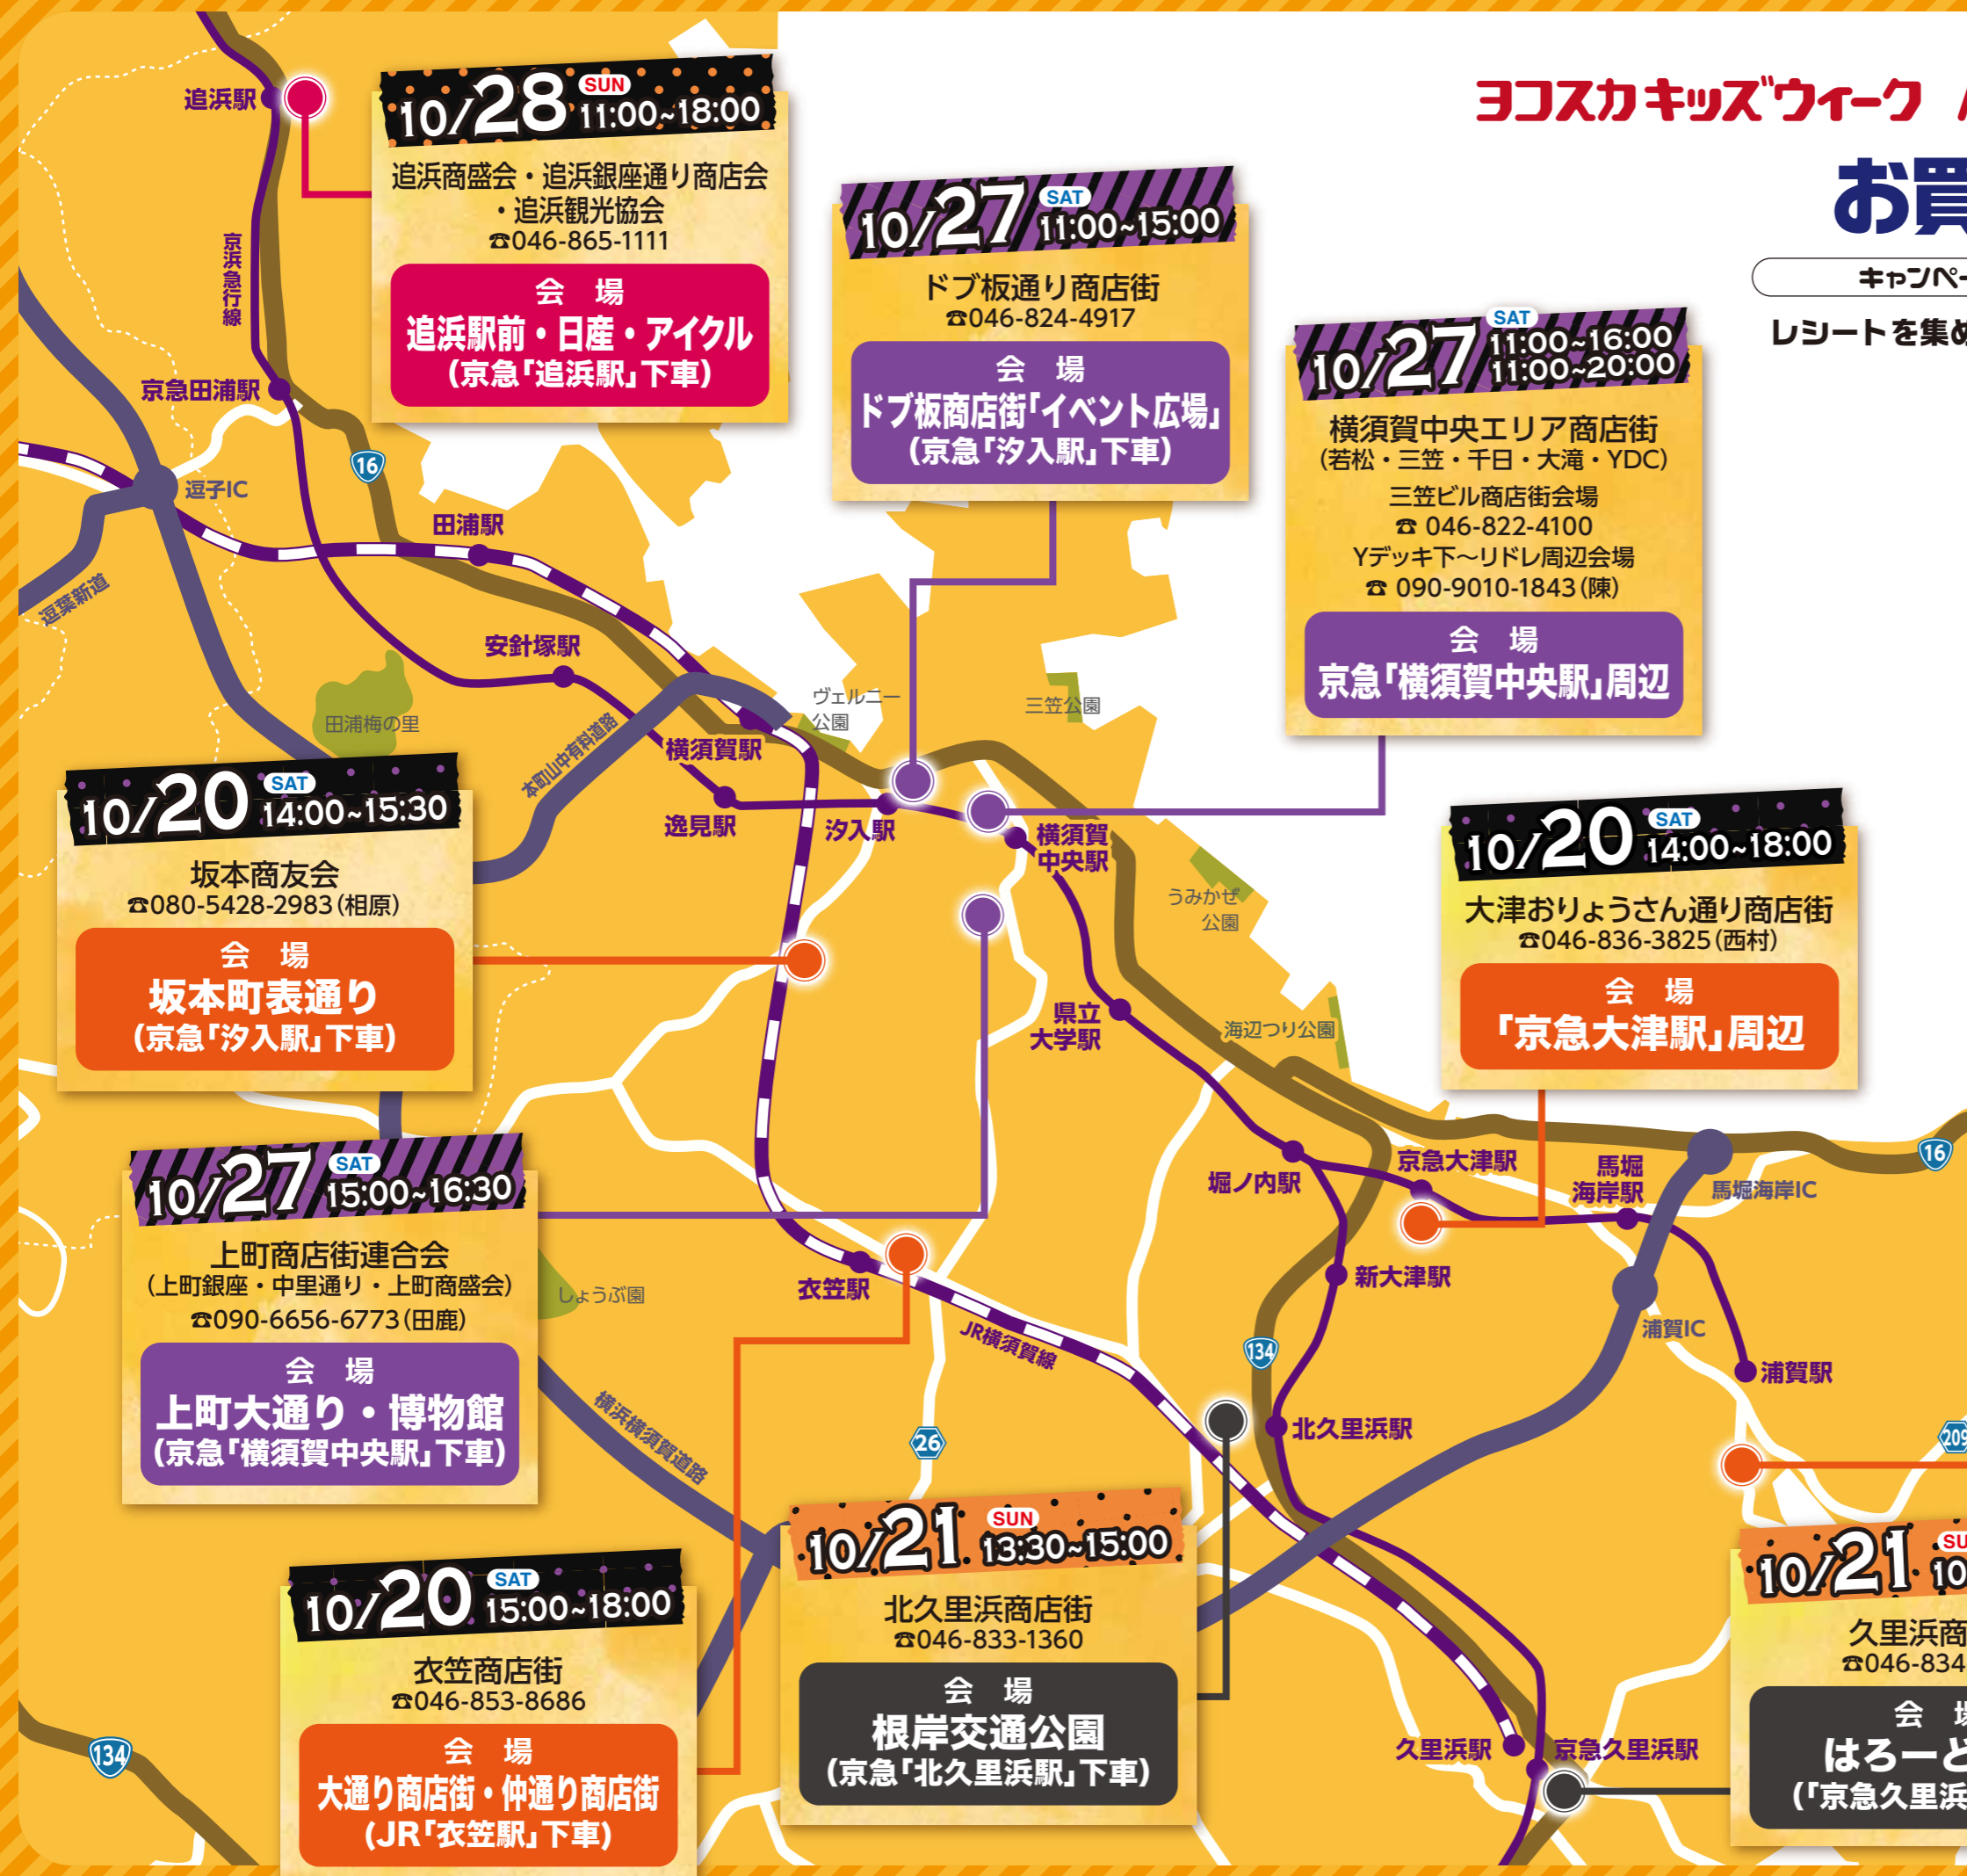 ヨコスカキッズウィーク
お買
キャンペー
レシートを集め
10/28 SUN 11:00~18:00
追浜商盛会・追浜銀座通り商店会
・追浜観光協会
☎046-865-1111
会 場
追浜駅前・日産・アイクル
(京急「追浜駅」下車)
10/27 SAT 11:00~15:00
ドブ板通り商店街
☎046-824-4917
会 場
ドブ板商店街「イベント広場」
(京急「汐入駅」下車)
10/27 SAT 11:00~16:00
11:00~20:00
横須賀中央エリア商店街
(若松・三笠・千日・大滝・YDC)
三笠ビル商店街会場
☎ 046-822-4100
Yデッキ下〜リドレ周辺会場
☎ 090-9010-1843(陳)
会 場
京急「横須賀中央駅」周辺
10/20 SAT 14:00~15:30
坂本商友会
☎080-5428-2983(相原)
会 場
坂本町表通り
(京急「汐入駅」下車)
10/20 SAT 14:00~18:00
大津おりょうさん通り商店街
☎046-836-3825(西村)
会 場
「京急大津駅」周辺
10/27 SAT 15:00~16:30
上町商店街連合会
(上町銀座・中里通り・上町商盛会)
☎090-6656-6773(田鹿)
会 場
上町大通り・博物館
(京急「横須賀中央駅」下車)
10/20 SAT 15:00~18:00
衣笠商店街
☎046-853-8686
会 場
大通り商店街・仲通り商店街
(JR「衣笠駅」下車)
10/21 SUN 13:30~15:00
北久里浜商店街
☎046-833-1360
会 場
根岸交通公園
(京急「北久里浜駅」下車)
10/21 10
久里浜商
☎046-834
会
はろーど
(「京急久里浜
追浜駅
京浜急行線
京急田浦駅
16
逗子IC
田浦駅
逗葉新道
安針塚駅
田浦梅の里
本町山中有料道路
横須賀駅
ヴェルニー
公園
三笠公園
逸見駅
汐入駅
横須賀
中央駅
うみかぜ
公園
県立
大学駅
海辺つり公園
堀ノ内駅
京急大津駅
馬堀
海岸駅
馬堀海岸IC
16
新大津駅
浦賀IC
浦賀駅
しょうぶ園
衣笠駅
JR横須賀線
134
北久里浜駅
横浜横須賀道路
26
209
134
久里浜駅
京急久里浜駅